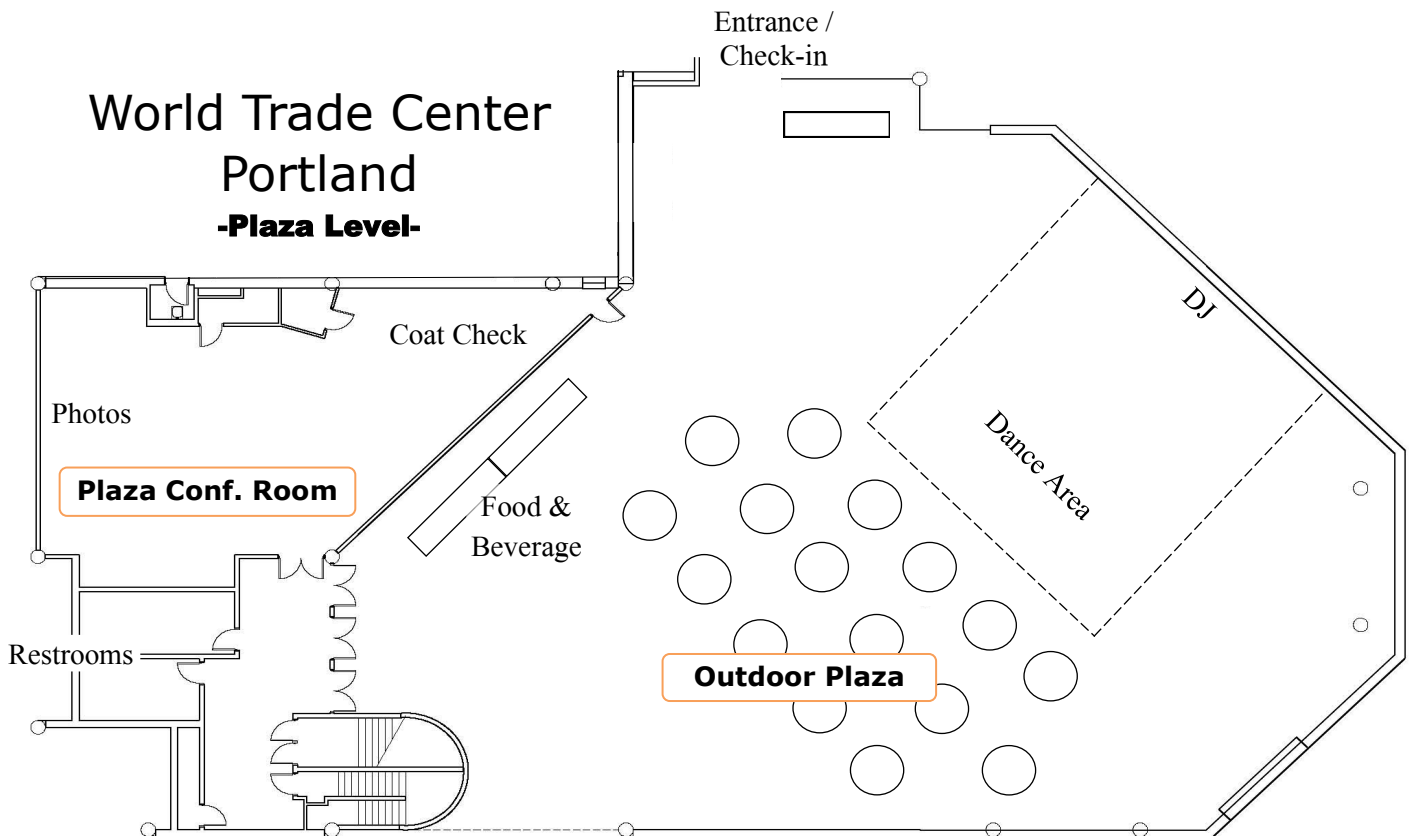 Entrance /
Check-in
World Trade Center
Portland
-Plaza Level-
DJ
Coat Check
Photos
Dance Area
Plaza Conf. Room
Food &
Beverage
Restrooms
Outdoor Plaza